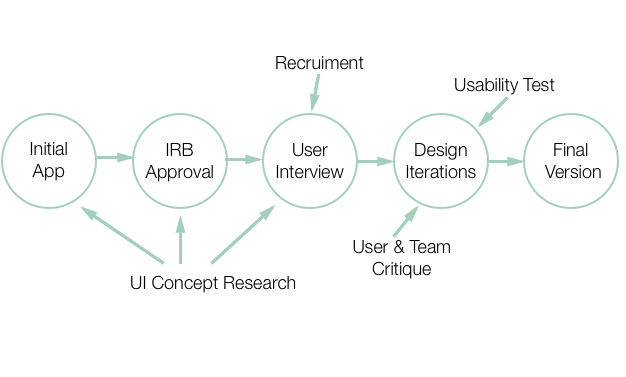 Recruiment
Usability Test
Initial
App
IRB
Approval
User
Interview
Design
Iterations
Final
Version
User & Team
Critique
UI Concept Research